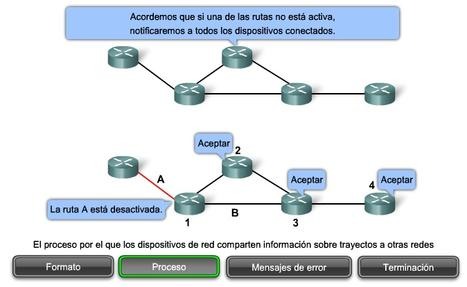 Acordemos que si una de las rutas no está activa,
notificaremos a todos los dispositivos conectados.
Aceptar
2
A
Aceptar
4
Aceptar
La ruta A está desactivada.
1
B
3
El proceso por el que los dispositivos de red comparten información sobre trayectos a otras redes
Formato
Proceso
Mensajes de error
Terminación